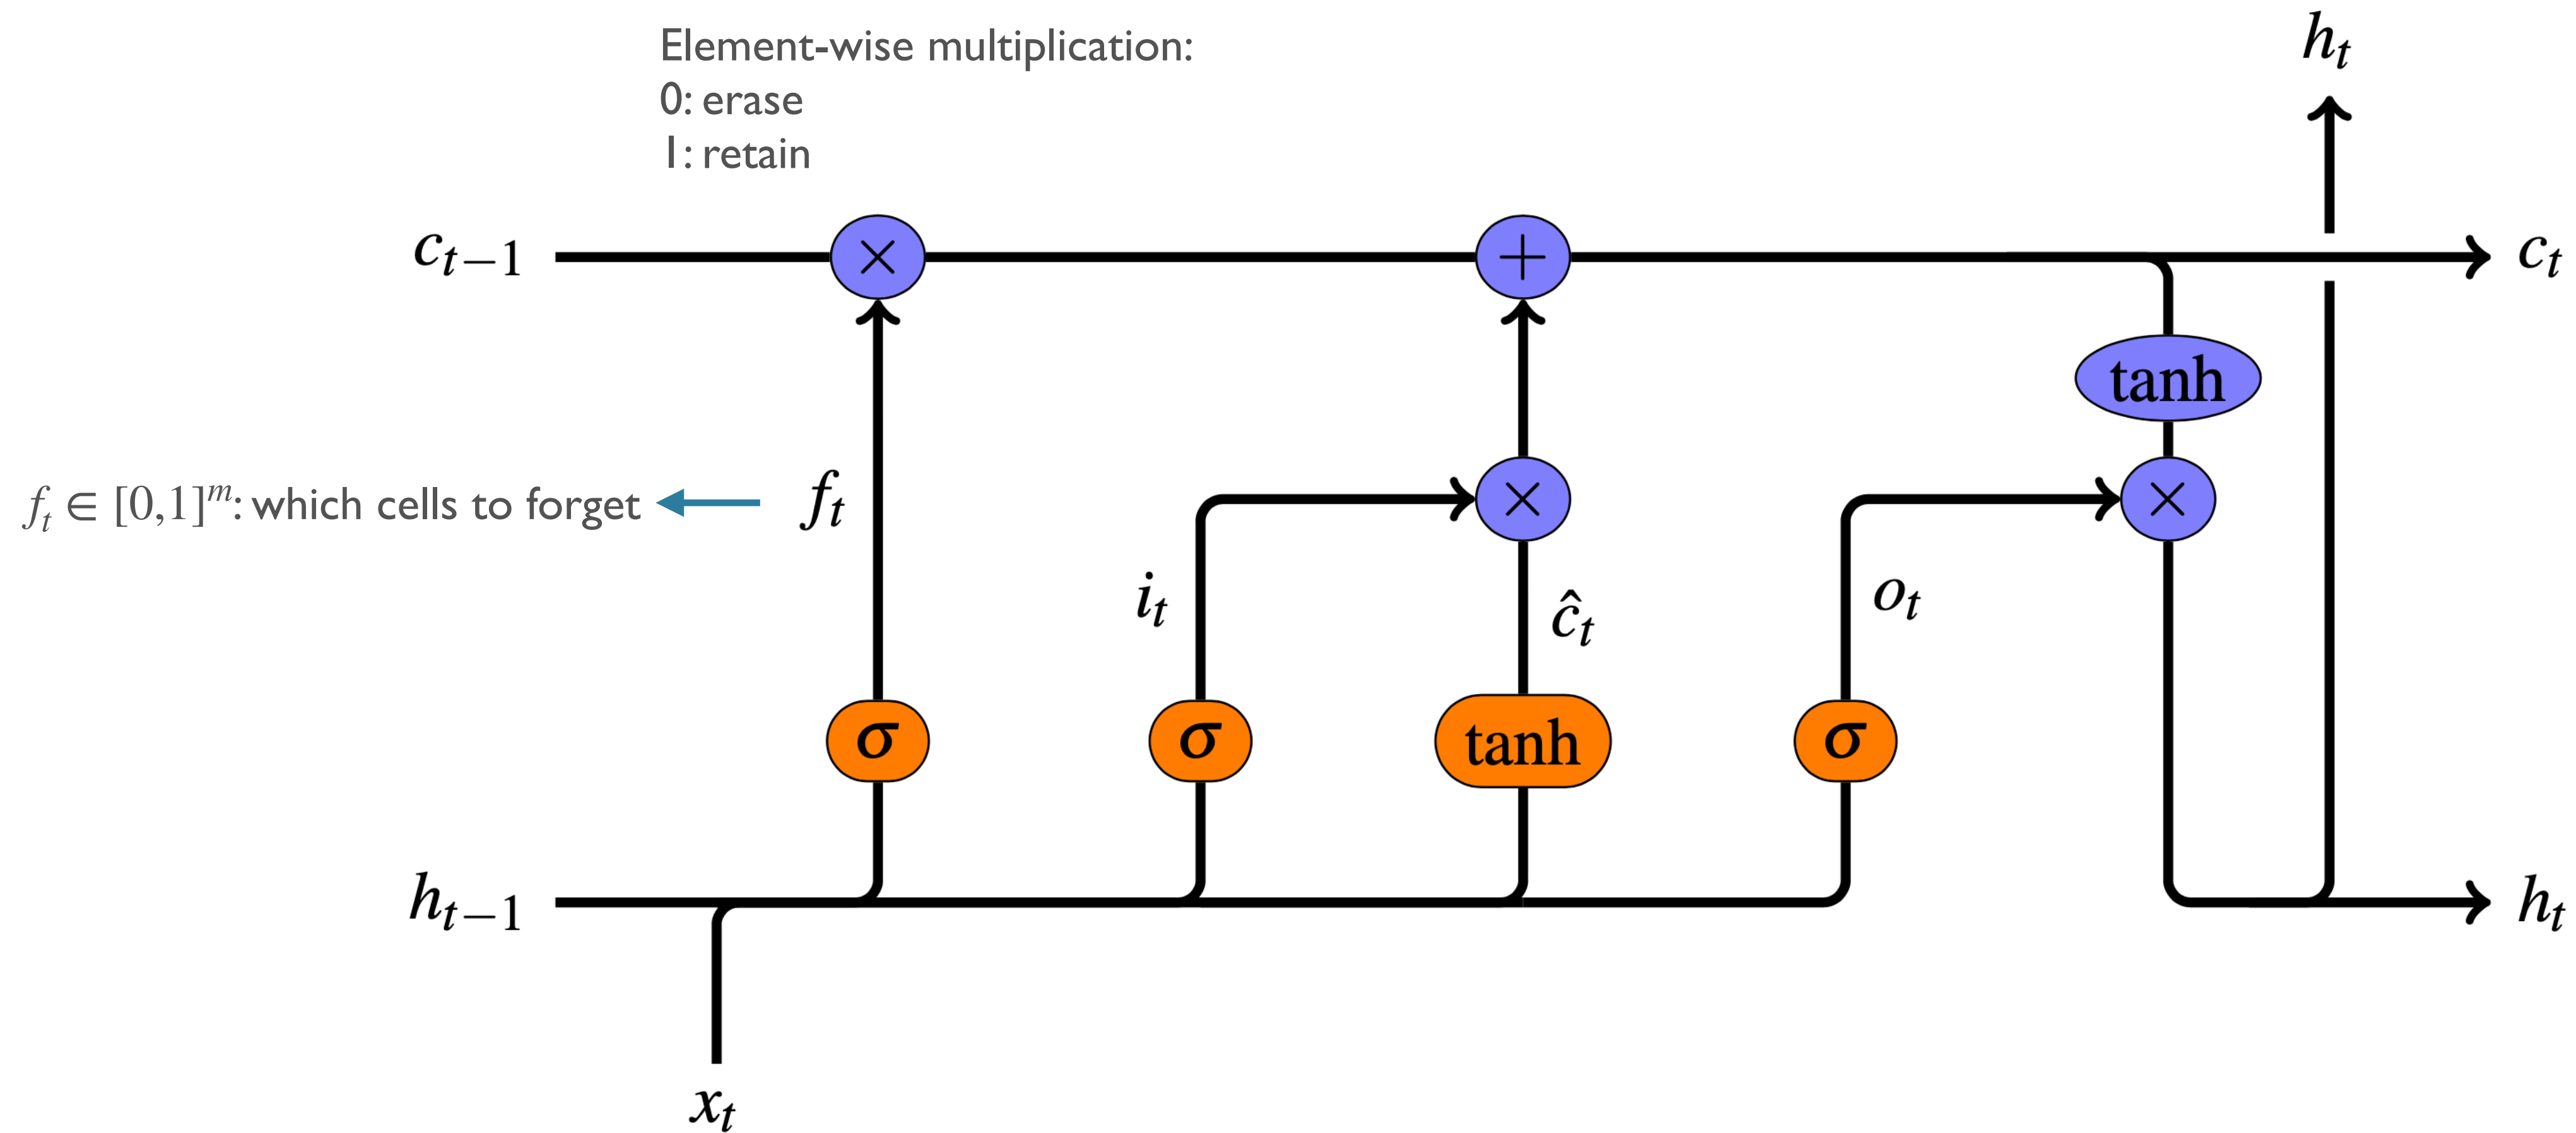 Element-wise multiplication:
0: erase
1: retain
h_t
c_{t−1}
×
+
c_t
tanh
f_t ∈ [0,1]^m: which cells to forget
f_t
×
×
i_t
ĉ_t
o_t
σ
σ
tanh
σ
h_{t−1}
h_t
x_t